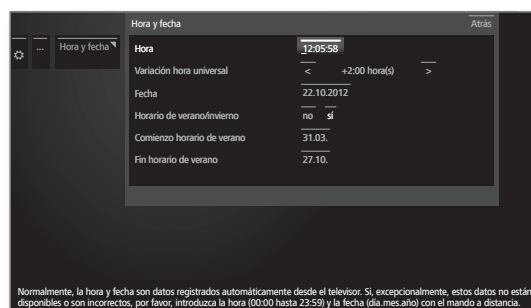 Hora y fecha Atrás
... Hora y fecha
Hora 12:05:58
Variación hora universal < +2:00 hora(s) >
Fecha 22.10.2012
Horario de verano/invierno no sí
Comienzo horario de verano 31.03.
Fin horario de verano 27.10.
Normalmente, la hora y fecha son datos registrados automáticamente desde el televisor. Si, excepcionalmente, estos datos no están
disponibles o son incorrectos, por favor, introduzca la hora (00:00 hasta 23:59) y la fecha (día.mes.año) con el mando a distancia.